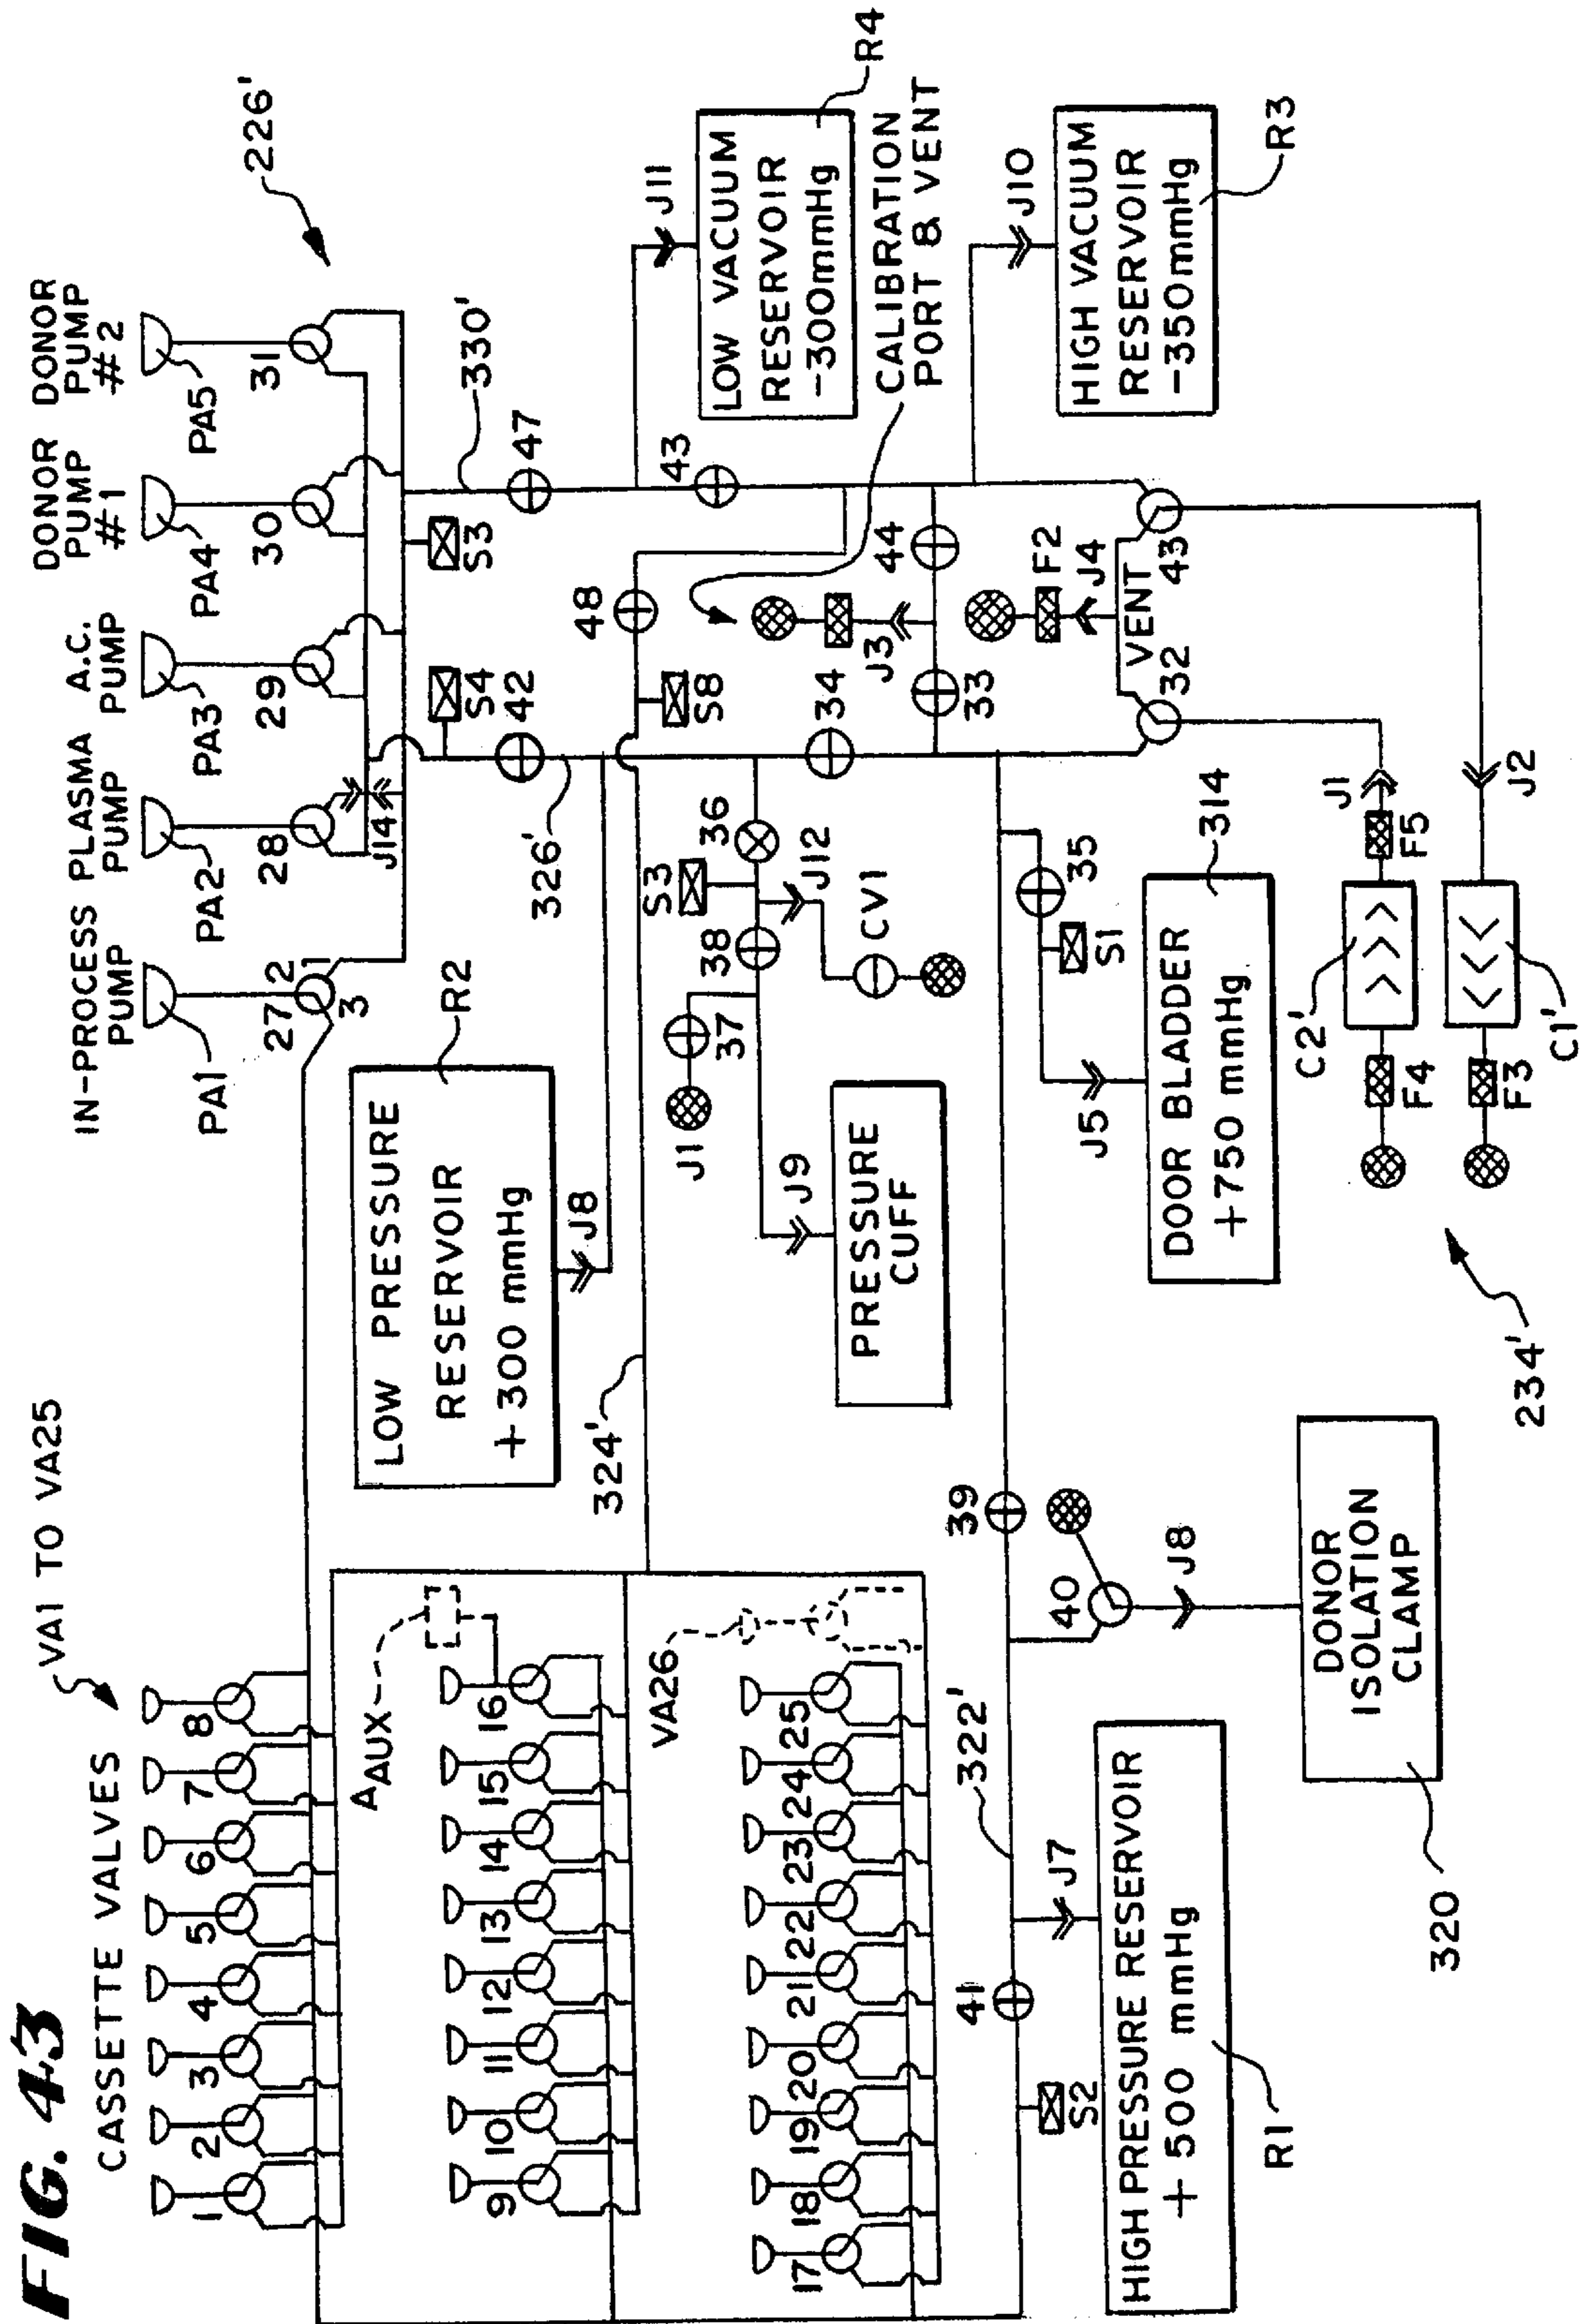 FIG. 43
CASSETTE VALVES
VA1 TO VA25
1
2
3
4
5
6
7
8
9
10
11
12
13
14
15
16
17
18
19
20
21
22
23
24
25
AAUX
VA26
IN-PROCESS PUMP
PLASMA PUMP
A.C. PUMP
DONOR PUMP #1
DONOR PUMP #2
PA1
PA2
PA3
PA4
PA5
27
2
1
3
28
29
30
31
J14
226'
LOW PRESSURE
RESERVOIR
+300 mmHg
R2
J8
324'
326'
330'
S4
42
S3
47
48
S8
43
J11
LOW VACUUM
RESERVOIR
-300mmHg
R4
CALIBRATION
PORT & VENT
J3
44
33
34
F2
J4
VENT
32
43
J10
HIGH VACUUM
RESERVOIR
-350mmHg
R3
36
S3
J12
38
CV1
37
J1
J9
PRESSURE
CUFF
35
S1
J5
DOOR BLADDER
+750 mmHg
314
J1
F5
C2'
F4
J2
C1'
F3
234'
39
40
J8
DONOR
ISOLATION
CLAMP
320
322'
41
S2
J7
HIGH PRESSURE RESERVOIR
+500 mmHg
R1